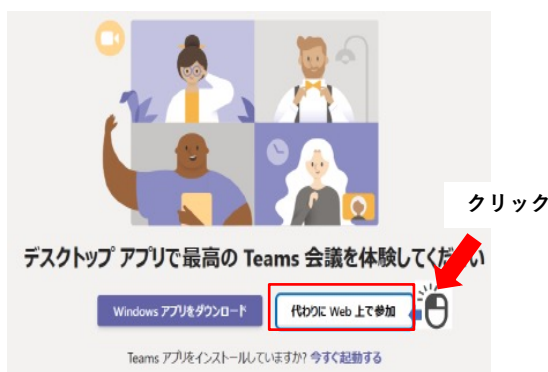 クリック
デスクトップ アプリで最高の Teams 会議を体験してください
Windows アプリをダウンロード
代わりに Web 上で参加
Teams アプリをインストールしていますか? 今すぐ起動する